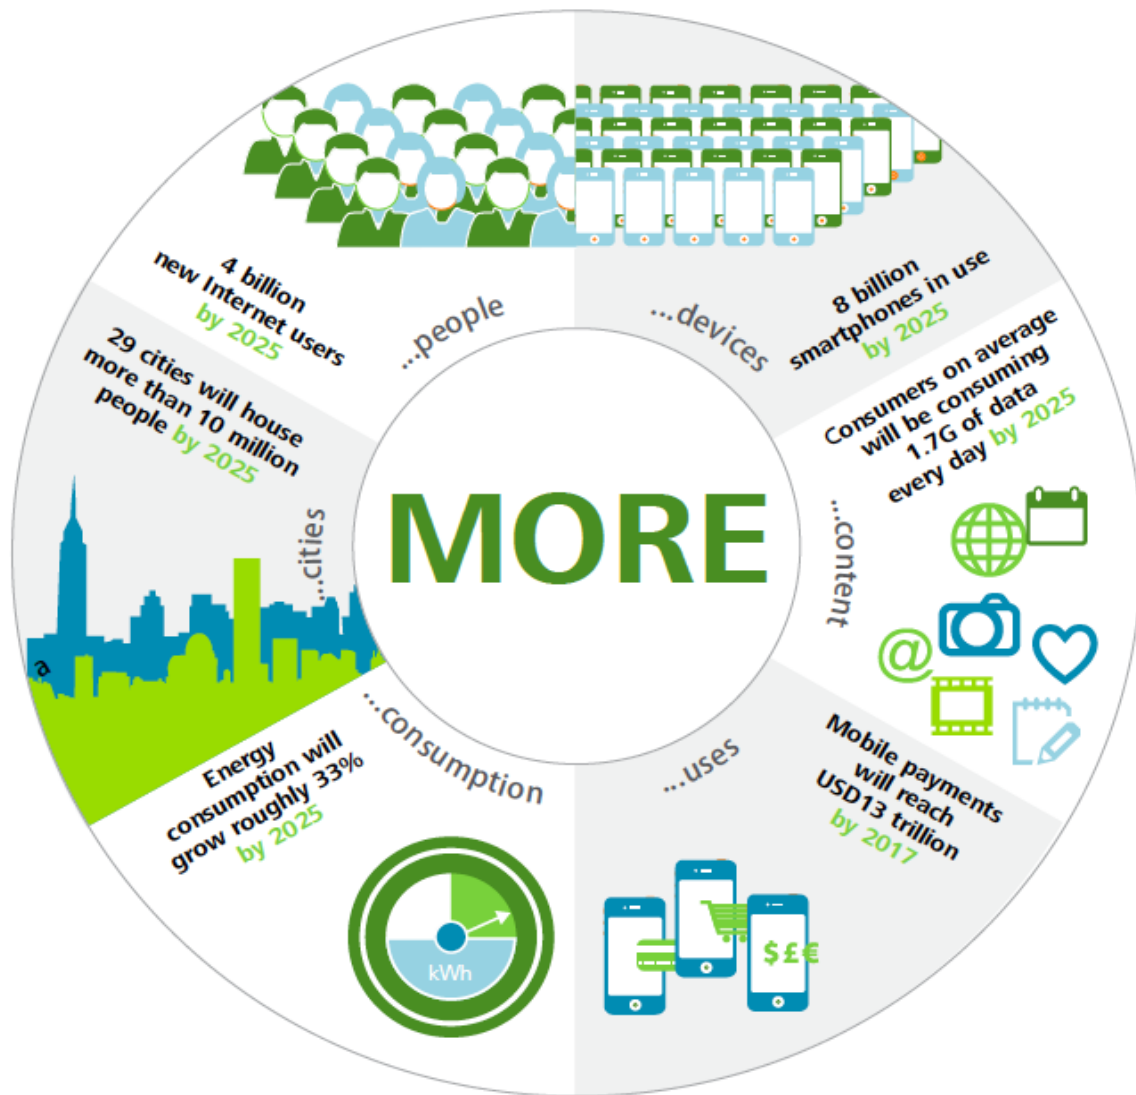 MORE
...people
4 billion
new Internet users
by 2025
...devices
8 billion
smartphones in use
by 2025
...content
Consumers on average
will be consuming
1.7G of data
every day by 2025
@
...uses
Mobile payments
will reach
USD13 trillion
by 2017
$£€
...consumption
Energy
consumption will
grow roughly 33%
by 2025
kWh
...cities
29 cities will house
more than 10 million
people by 2025
a